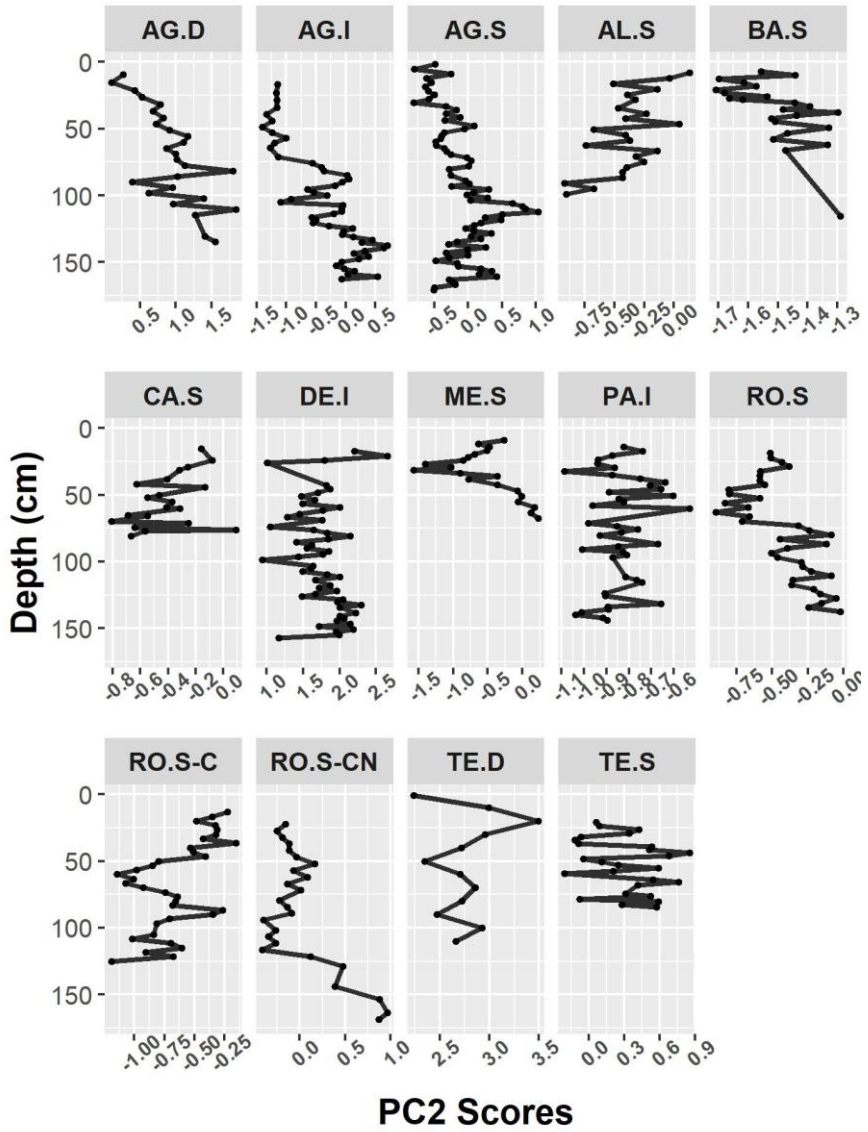 AG.D AG.I AG.S AL.S BA.S
0
50
100
150
0.5 1.0 1.5 -1.5 -1.0 -0.5 0.0 0.5 -0.5 0.0 0.5 1.0 -0.75 -0.50 -0.25 0.00 -1.7 -1.6 -1.5 -1.4 -1.3
CA.S DE.I ME.S PA.I RO.S
0
50
100
150
-0.8 -0.6 -0.4 -0.2 0.0 1.0 1.5 2.0 2.5 -1.5 -1.0 -0.5 0.0 -1.1 -1.0 -0.9 -0.8 -0.7 -0.6 -0.75 -0.50 -0.25 0.00
Depth (cm)
RO.S-C RO.S-CN TE.D TE.S
0
50
100
150
-1.00 -0.75 -0.50 -0.25 0.0 0.5 1.0 2.5 3.0 3.5 0.0 0.3 0.6 0.9
PC2 Scores